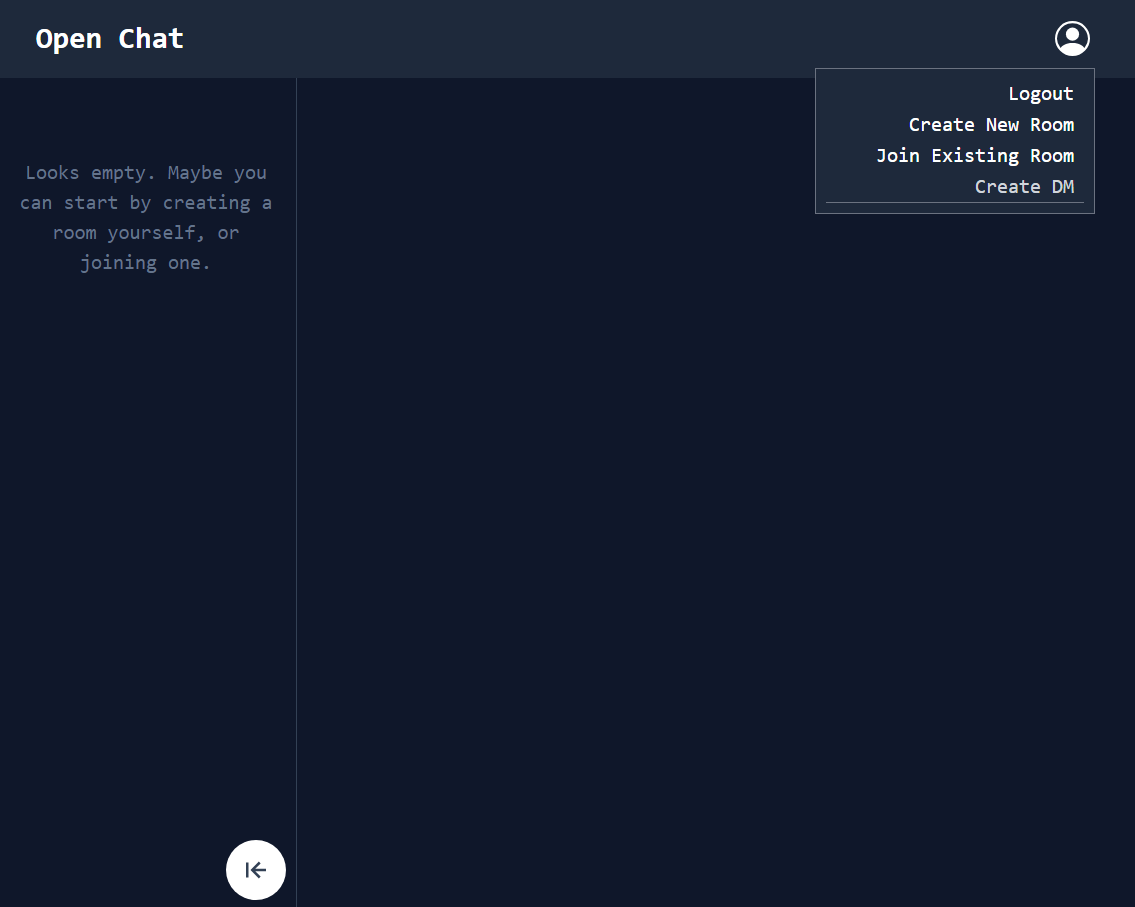 Open Chat
Logout
Create New Room
Join Existing Room
Create DM
Looks empty. Maybe you
can start by creating a
room yourself, or
joining one.